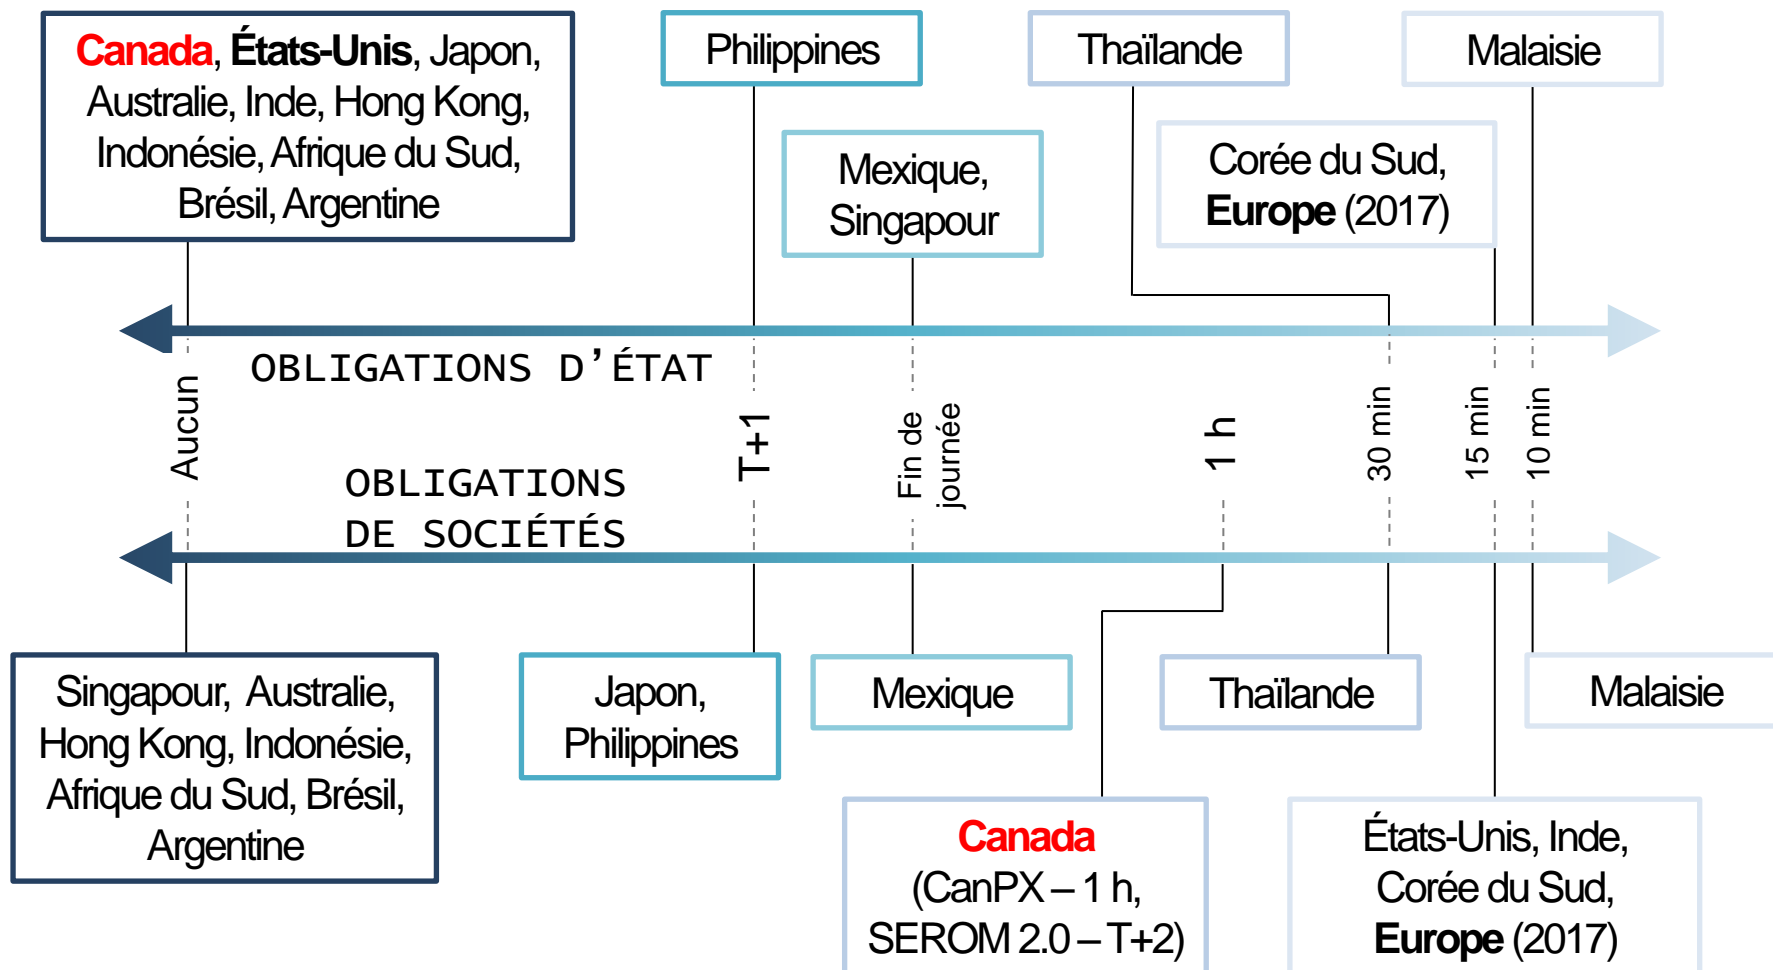 Canada, États-Unis, Japon,
Australie, Inde, Hong Kong,
Indonésie, Afrique du Sud,
Brésil, Argentine
Philippines
Mexique,
Singapour
Thaïlande
Corée du Sud,
Europe (2017)
Malaisie
OBLIGATIONS D’ÉTAT
Aucun
T+1
Fin de
journée
1 h
30 min
15 min
10 min
OBLIGATIONS
DE SOCIÉTÉS
Singapour, Australie,
Hong Kong, Indonésie,
Afrique du Sud, Brésil,
Argentine
Japon,
Philippines
Mexique
Canada
(CanPX – 1 h,
SEROM 2.0 – T+2)
Thaïlande
États-Unis, Inde,
Corée du Sud,
Europe (2017)
Malaisie